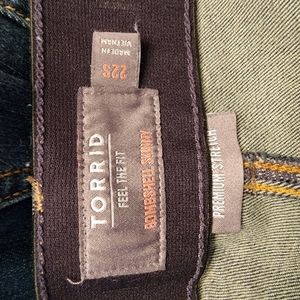 TORRID
FEEL THE FIT
BOMBSHELL SKINNY
22S
MADE IN
VIETNAM
PREMIUM STRETCH